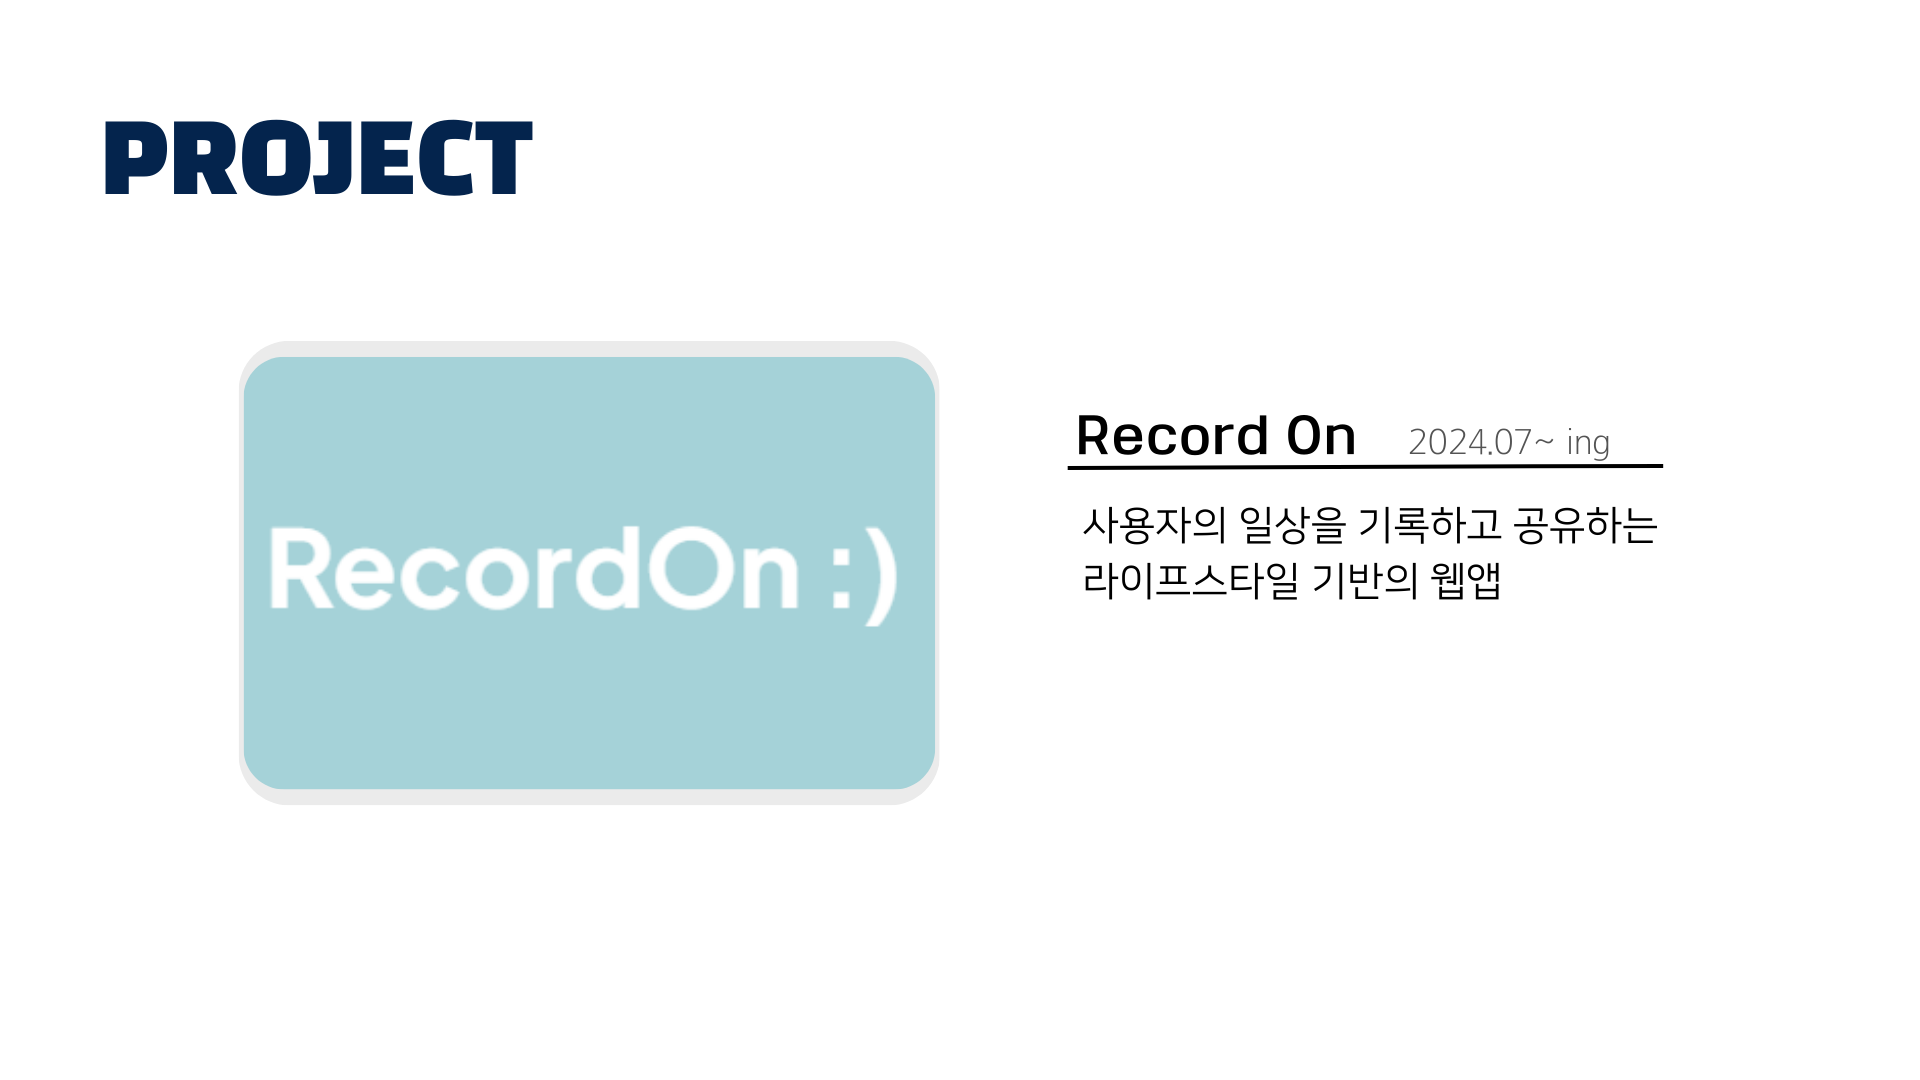 PROJECT
RecordOn :)
Record On 2024.07~ ing
사용자의 일상을 기록하고 공유하는
라이프스타일 기반의 웹앱